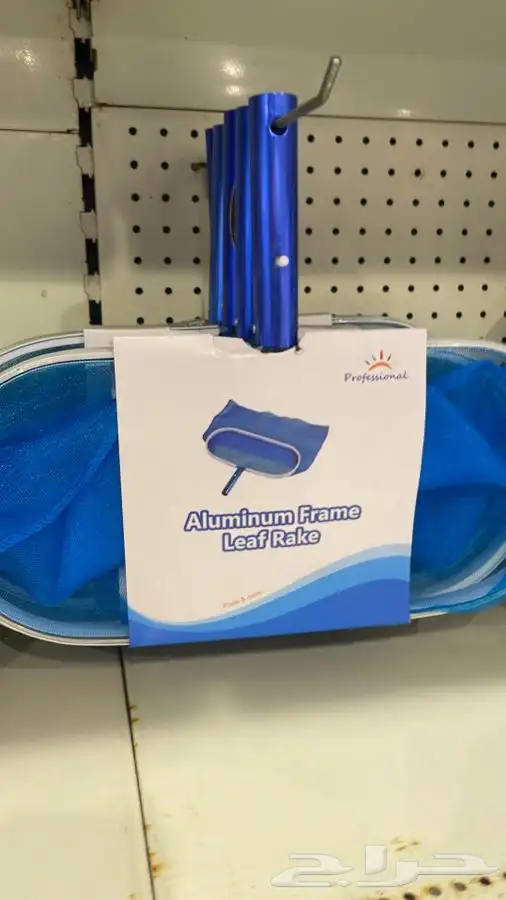 Professional
Aluminum Frame
Leaf Rake
حراج